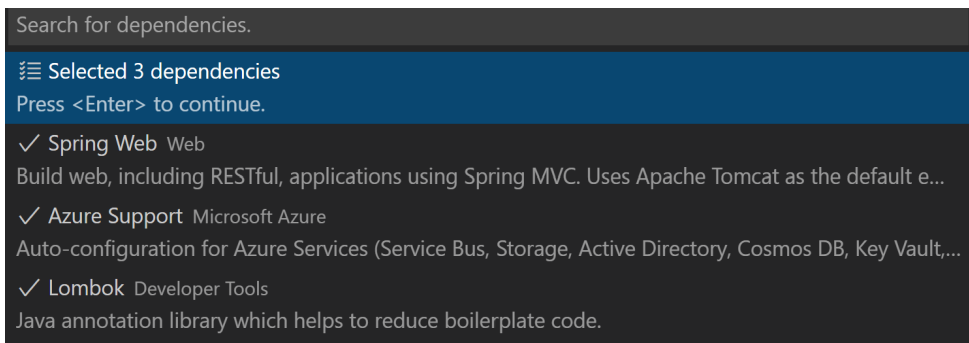 Search for dependencies.
Selected 3 dependencies
Press <Enter> to continue.
Spring Web Web
Build web, including RESTful, applications using Spring MVC. Uses Apache Tomcat as the default e...
Azure Support Microsoft Azure
Auto-configuration for Azure Services (Service Bus, Storage, Active Directory, Cosmos DB, Key Vault,...
Lombok Developer Tools
Java annotation library which helps to reduce boilerplate code.